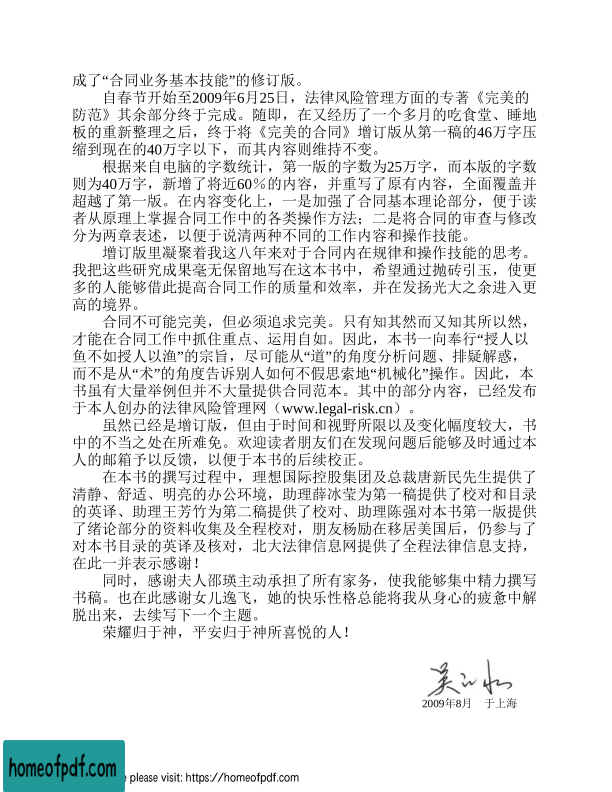 成了“合同业务基本技能”的修订版。
自春节开始至2009年6月25日，法律风险管理方面的专著《完美的
防范》其余部分终于完成。随即，在又经历了一个多月的吃食堂、睡地
板的重新整理之后，终于将《完美的合同》增订版从第一稿的46万字压
缩到现在的40万字以下，而其内容则维持不变。
根据来自电脑的字数统计，第一版的字数为25万字，而本版的字数
则为40万字，新增了将近60％的内容，并重写了原有内容，全面覆盖并
超越了第一版。在内容变化上，一是加强了合同基本理论部分，便于读
者从原理上掌握合同工作中的各类操作方法；二是将合同的审查与修改
分为两章表述，以便于说清两种不同的工作内容和操作技能。
增订版里凝聚着我这八年来对于合同内在规律和操作技能的思考。
我把这些研究成果毫无保留地写在这本书中，希望通过抛砖引玉，使更
多的人能够借此提高合同工作的质量和效率，并在发扬光大之余进入更
高的境界。
合同不可能完美，但必须追求完美。只有知其然而又知其所以然，
才能在合同工作中抓住重点、运用自如。因此，本书一向奉行“授人以
鱼不如授人以渔”的宗旨，尽可能从“道”的角度分析问题、排疑解惑，
而不是从“术”的角度告诉别人如何不假思索地“机械化”操作。因此，本
书虽有大量举例但并不大量提供合同范本。其中的部分内容，已经发布
于本人创办的法律风险管理网（www.legal-risk.cn）。
虽然已经是增订版，但由于时间和视野所限以及变化幅度较大，书
中的不当之处在所难免。欢迎读者朋友们在发现问题后能够及时通过本
人的邮箱予以反馈，以便于本书的后续校正。
在本书的撰写过程中，理想国际控股集团及总裁唐新民先生提供了
清静、舒适、明亮的办公环境，助理薛冰莹为第一稿提供了校对和目录
的英译、助理王芳竹为第二稿提供了校对、助理陈强对本书第一版提供
了绪论部分的资料收集及全程校对，朋友杨励在移居美国后，仍参与了
对本书目录的英译及核对，北大法律信息网提供了全程法律信息支持，
在此一并表示感谢！
同时，感谢夫人邵瑛主动承担了所有家务，使我能够集中精力撰写
书稿。也在此感谢女儿逸飞，她的快乐性格总能将我从身心的疲惫中解
脱出来，去续写下一个主题。
荣耀归于神，平安归于神所喜悦的人！
2009年8月 于上海
homeofpdf.com
e please visit: https://homeofpdf.com